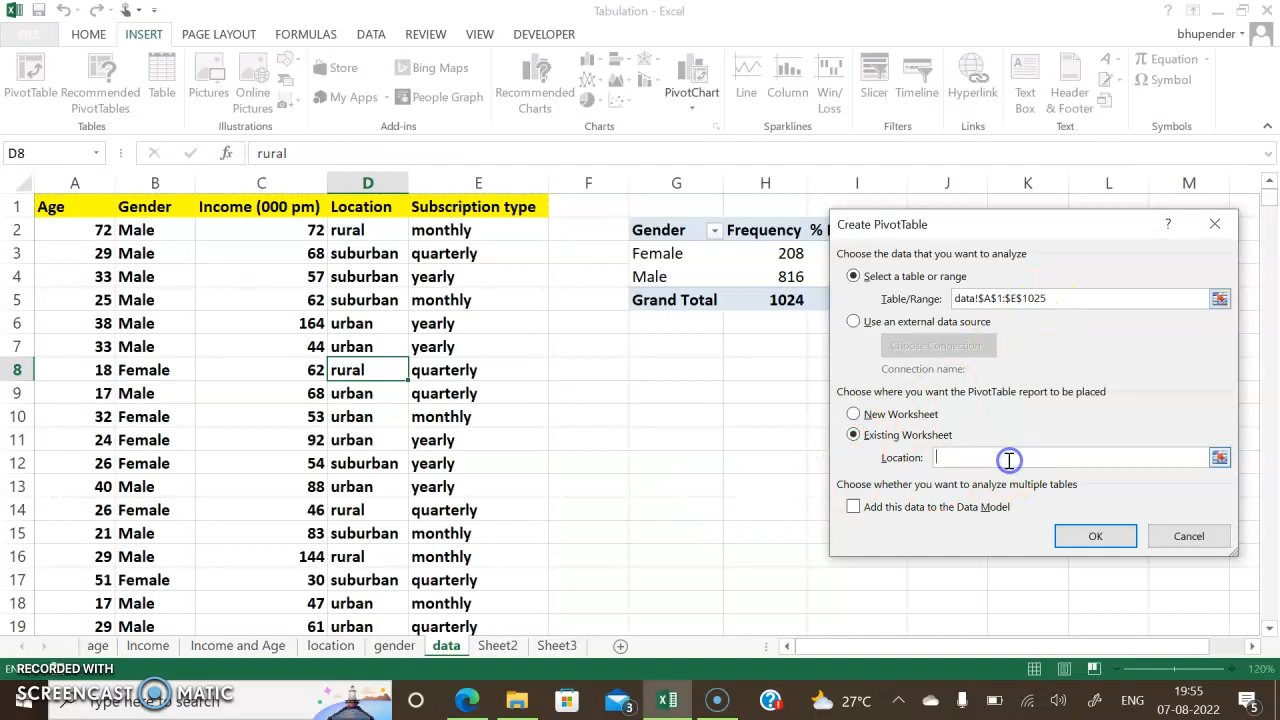 Tabulation - Excel
FILE HOME INSERT PAGE LAYOUT FORMULAS DATA REVIEW VIEW DEVELOPER bhupender
PivotTable Recommended PivotTables Table Pictures Online Pictures Store My Apps Bing Maps People Graph Recommended Charts PivotChart Line Column Win/Loss Slicer Timeline Hyperlink Text Box Header & Footer Equation Symbol
Tables Illustrations Add-ins Charts Sparklines Filters Links Text Symbols
D8 fx rural
A B C D E F G H I J K L M
1 Age Gender Income (000 pm) Location Subscription type
2 72 Male 72 rural monthly Gender Frequency %
3 29 Male 68 suburban quarterly Female 208
4 33 Male 57 suburban yearly Male 816
5 25 Male 62 suburban monthly Grand Total 1024
6 38 Male 164 urban yearly
7 33 Male 44 urban yearly
8 18 Female 62 rural quarterly
9 17 Male 68 urban quarterly
10 32 Female 53 urban monthly
11 24 Female 92 urban yearly
12 26 Female 54 suburban yearly
13 40 Male 88 urban yearly
14 26 Female 46 rural quarterly
15 21 Male 83 suburban monthly
16 29 Male 144 rural monthly
17 51 Female 30 suburban quarterly
18 17 Male 47 urban monthly
19 29 Male 61 urban quarterly
Create PivotTable ?
Choose the data that you want to analyze
Select a table or range
Table/Range: data!$A$1:$E$1025
Use an external data source
Choose Connection...
Connection name:
Choose where you want the PivotTable report to be placed
New Worksheet
Existing Worksheet
Location:
Choose whether you want to analyze multiple tables
Add this data to the Data Model
OK Cancel
age Income Income and Age location gender data Sheet2 Sheet3
RECORDED WITH 120%
SCREENCAST MATIC
Type here to search 3 27°C ENG 19:55
07-08-2022 5